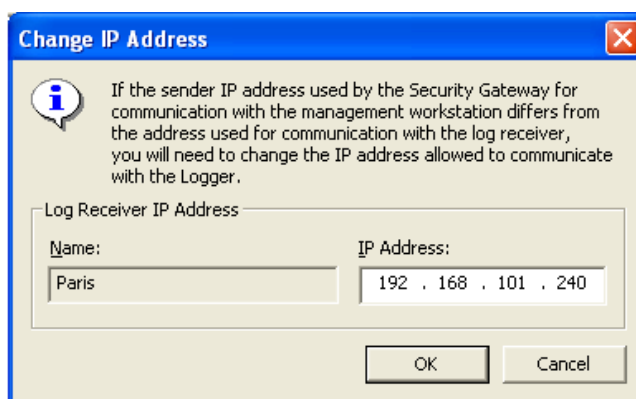 Change IP Address
If the sender IP address used by the Security Gateway for
communication with the management workstation differs from
the address used for communication with the log receiver,
you will need to change the IP address allowed to communicate
with the Logger.
Log Receiver IP Address
Name:
IP Address:
Paris
192 . 168 . 101 . 240
OK
Cancel